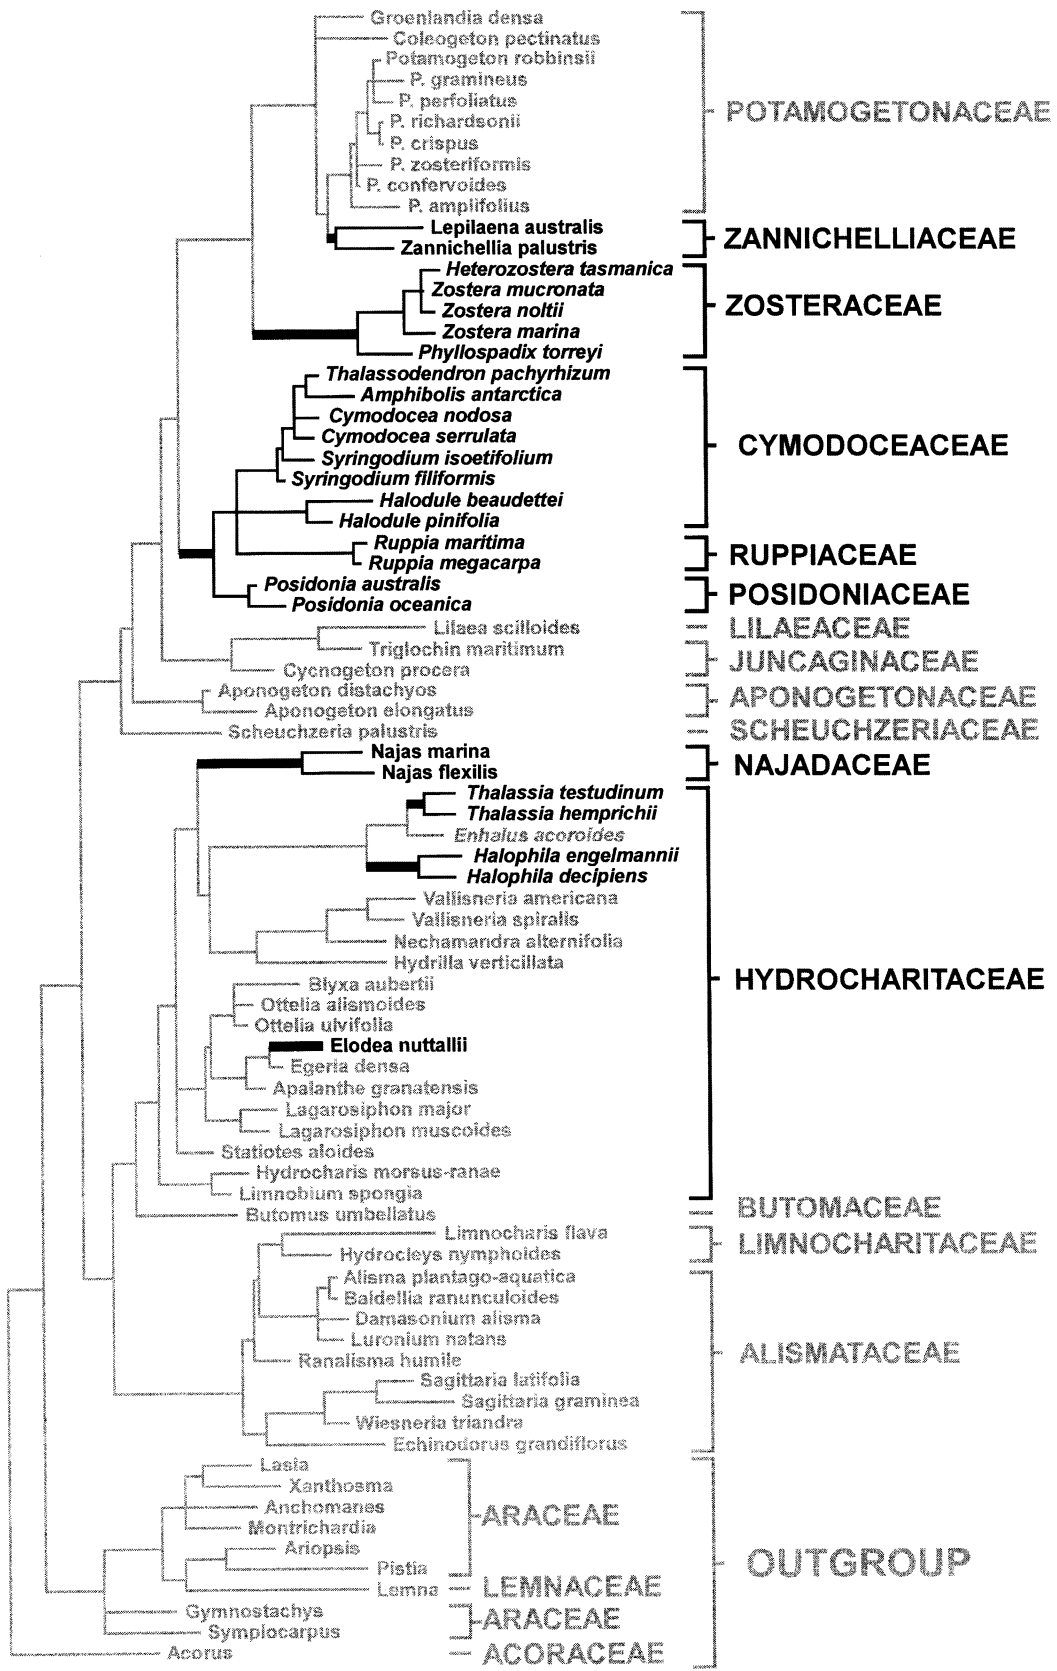 Groenlandia densa
Coleogeton pectinatus
Potamogeton robbinsii
P. gramineus
P. perfoliatus
POTAMOGETONACEAE
P. richardsonii
P. crispus
P. zosteriformis
P. confervoides
P. amplifolius
Lepilaena australis
ZANNICHELLIACEAE
Zannichellia palustris
Heterozostera tasmanica
Zostera mucronata
ZOSTERACEAE
Zostera noltii
Zostera marina
Phyllospadix torreyi
Thalassodendron pachyrhizum
Amphibolis antarctica
Cymodocea nodosa
Cymodocea serrulata
CYMODOCEACEAE
Syringodium isoetifolium
Syringodium filiformis
Halodule beaudettei
Halodule pinifolia
Ruppia maritima
RUPPIACEAE
Ruppia megacarpa
Posidonia australis
POSIDONIACEAE
Posidonia oceanica
Lilaea scilloides
LILAEACEAE
Triglochin maritimum
JUNCAGINACEAE
Cycnogeton procera
Aponogeton distachyos
APONOGETONACEAE
Aponogeton elongatus
Scheuchzeria palustris
SCHEUCHZERIACEAE
Najas marina
NAJADACEAE
Najas flexilis
Thalassia testudinum
Thalassia hemprichii
Enhalus acoroides
Halophila engelmannii
Halophila decipiens
Vallisneria americana
Vallisneria spiralis
Nechamandra alternifolia
Hydrilla verticillata
HYDROCHARITACEAE
Blyxa aubertii
Ottelia alismoides
Ottelia ulvifolia
Elodea nuttallii
Egeria densa
Apalanthe granatensis
Lagarosiphon major
Lagarosiphon muscoides
Statiotes aloides
Hydrocharis morsus-ranae
Limnobium spongia
Butomus umbellatus
BUTOMACEAE
Limnocharis flava
LIMNOCHARITACEAE
Hydrocleys nymphoides
Alisma plantago-aquatica
Baldellia ranunculoides
Damasonium alisma
Luronium natans
ALISMATACEAE
Ranalisma humile
Sagittaria latifolia
Sagittaria graminea
Wiesneria triandra
Echinodorus grandiflorus
Lasia
Xanthosma
Anchomanes
ARACEAE
Montrichardia
Ariopsis
OUTGROUP
Pistia
Lemna
LEMNACEAE
Gymnostachys
ARACEAE
Symplocarpus
Acorus
ACORACEAE